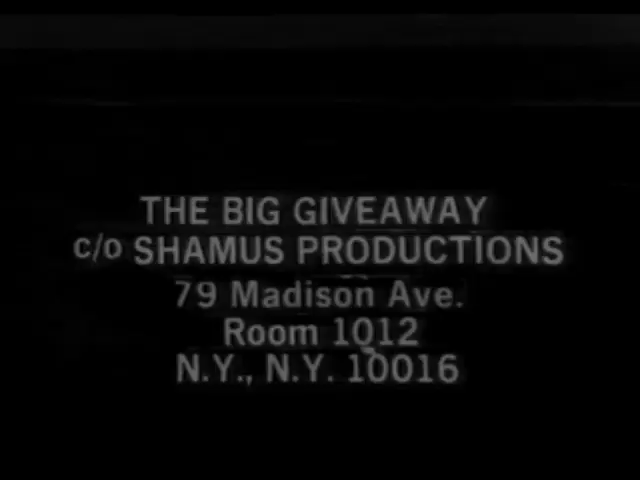 THE BIG GIVEAWAY
c/o SHAMUS PRODUCTIONS
79 Madison Ave.
Room 1012
N.Y., N.Y. 10016